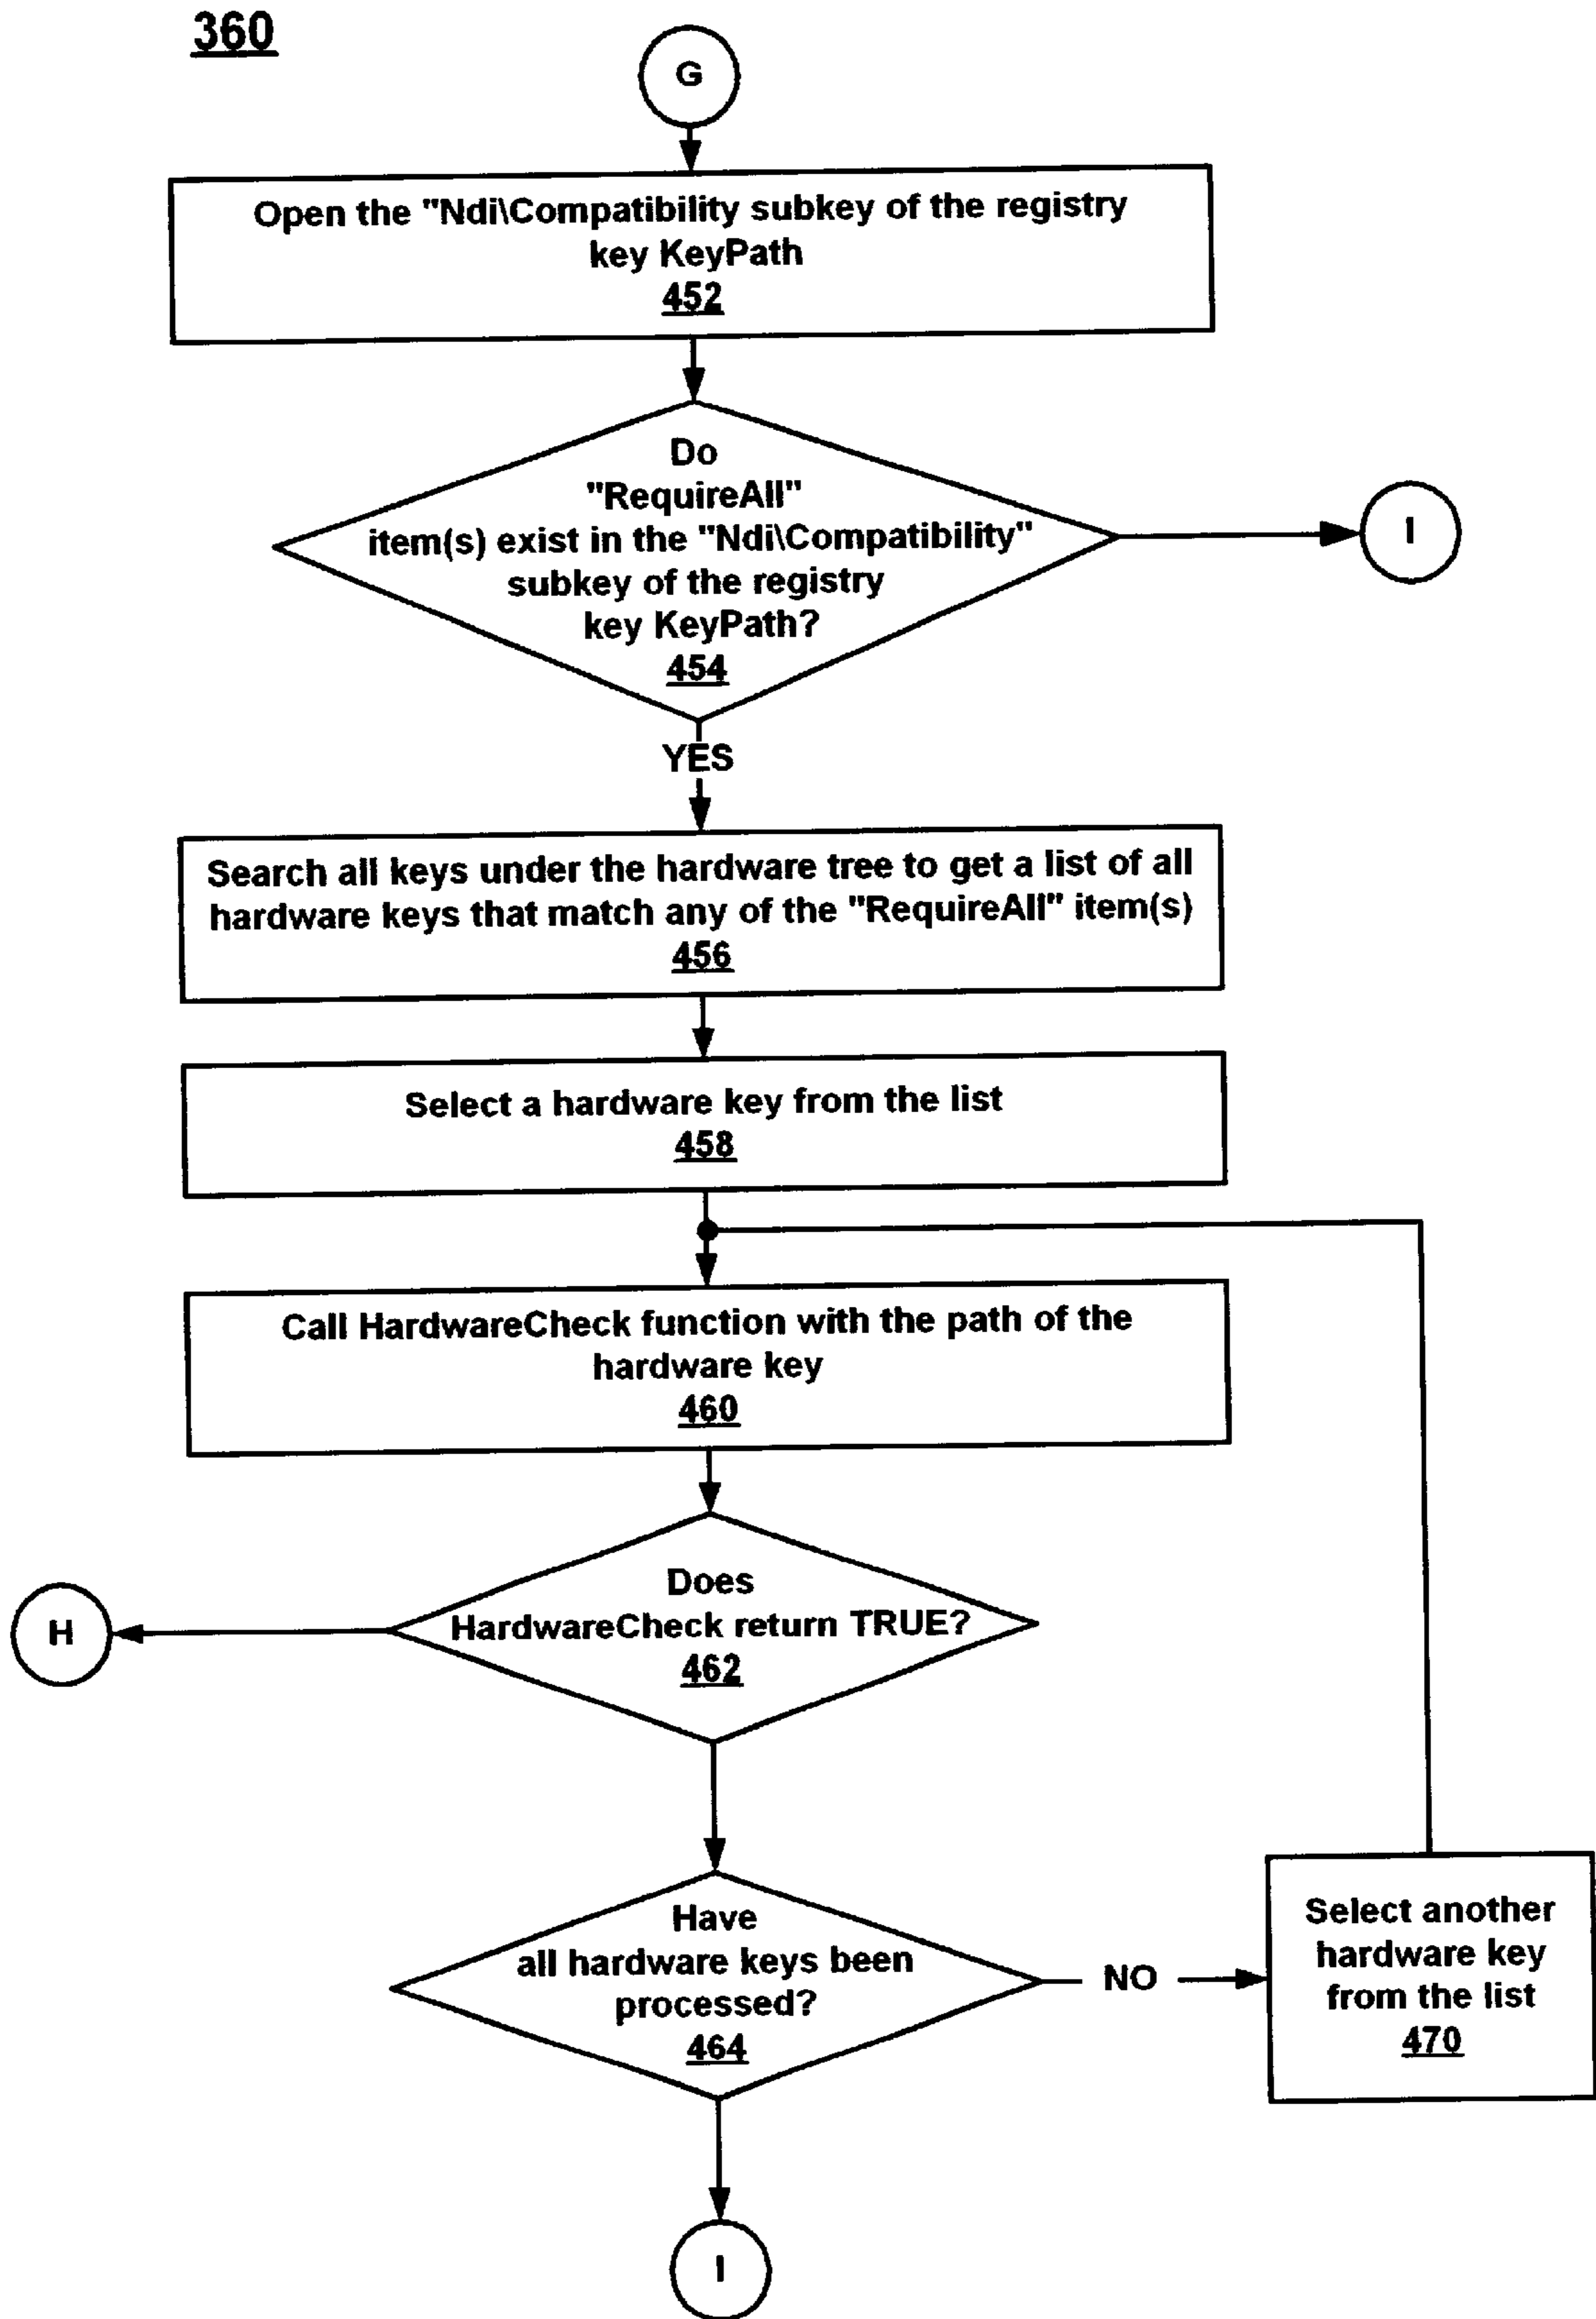 360
G
Open the "Ndi\Compatibility subkey of the registry
key KeyPath
452
Do
"RequireAll"
item(s) exist in the "Ndi\Compatibility"
subkey of the registry
key KeyPath?
454
I
YES
Search all keys under the hardware tree to get a list of all
hardware keys that match any of the "RequireAll" item(s)
456
Select a hardware key from the list
458
Call HardwareCheck function with the path of the
hardware key
460
Does
HardwareCheck return TRUE?
462
H
Have
all hardware keys been
processed?
464
NO
Select another
hardware key
from the list
470
I